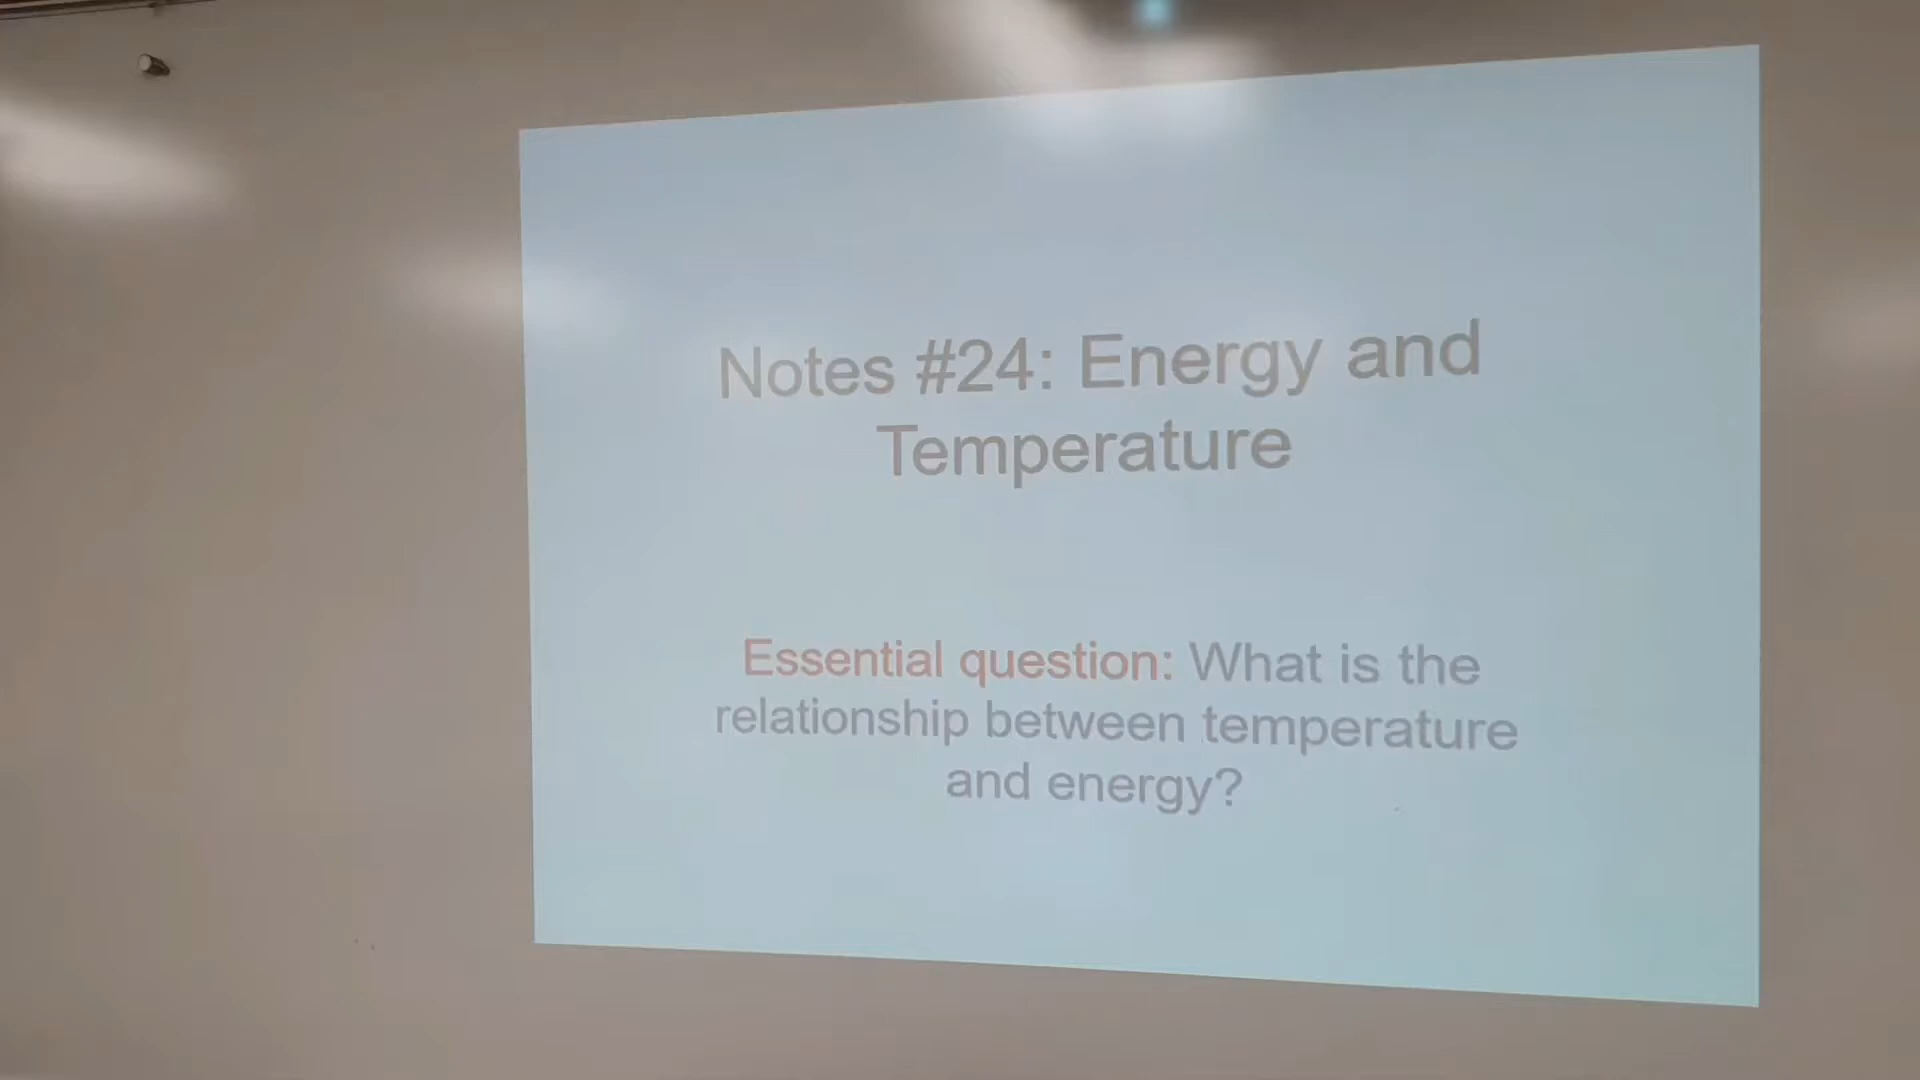 Notes #24: Energy and
Temperature
Essential question: What is the
relationship between temperature
and energy?